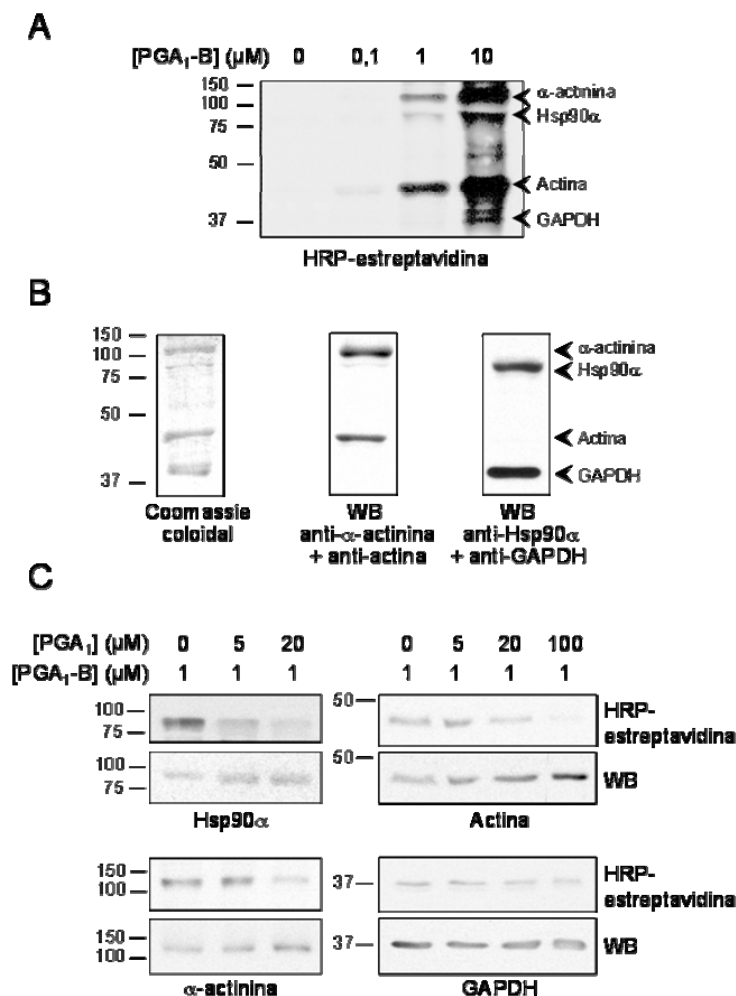 A
[PGA₁-B] (µM) 0 0,1 1 10
150
100
75
50
37
α-actinina
Hsp90α
Actina
GAPDH
HRP-estreptavidina
B
150
100
75
50
37
α-actinina
Hsp90α
Actina
GAPDH
Coomassie
coloidal
WB
anti-α-actinina
+ anti-actina
WB
anti-Hsp90α
+ anti-GAPDH
C
[PGA₁] (µM) 0 5 20 0 5 20 100
[PGA₁-B] (µM) 1 1 1 1 1 1 1
100
75
50
HRP-
estreptavidina
100
75
50
WB
Hsp90α Actina
150
100
37
HRP-
estreptavidina
150
100
37
WB
α-actinina GAPDH